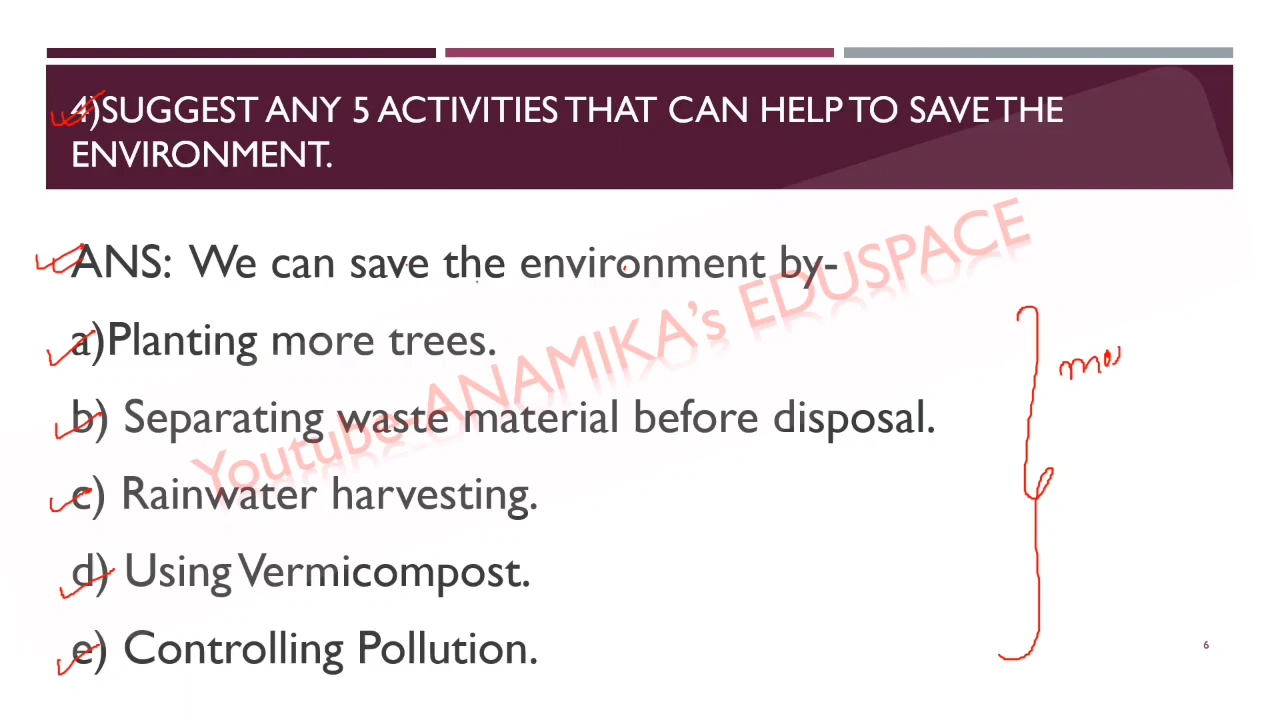 4)SUGGEST ANY 5 ACTIVITIES THAT CAN HELP TO SAVE THE
ENVIRONMENT.
ANS: We can save the environment by-
a)Planting more trees.
b) Separating waste material before disposal.
c) Rainwater harvesting.
d) Using Vermicompost.
e) Controlling Pollution.
Youtube-ANAMIKA's EDUSPACE
6